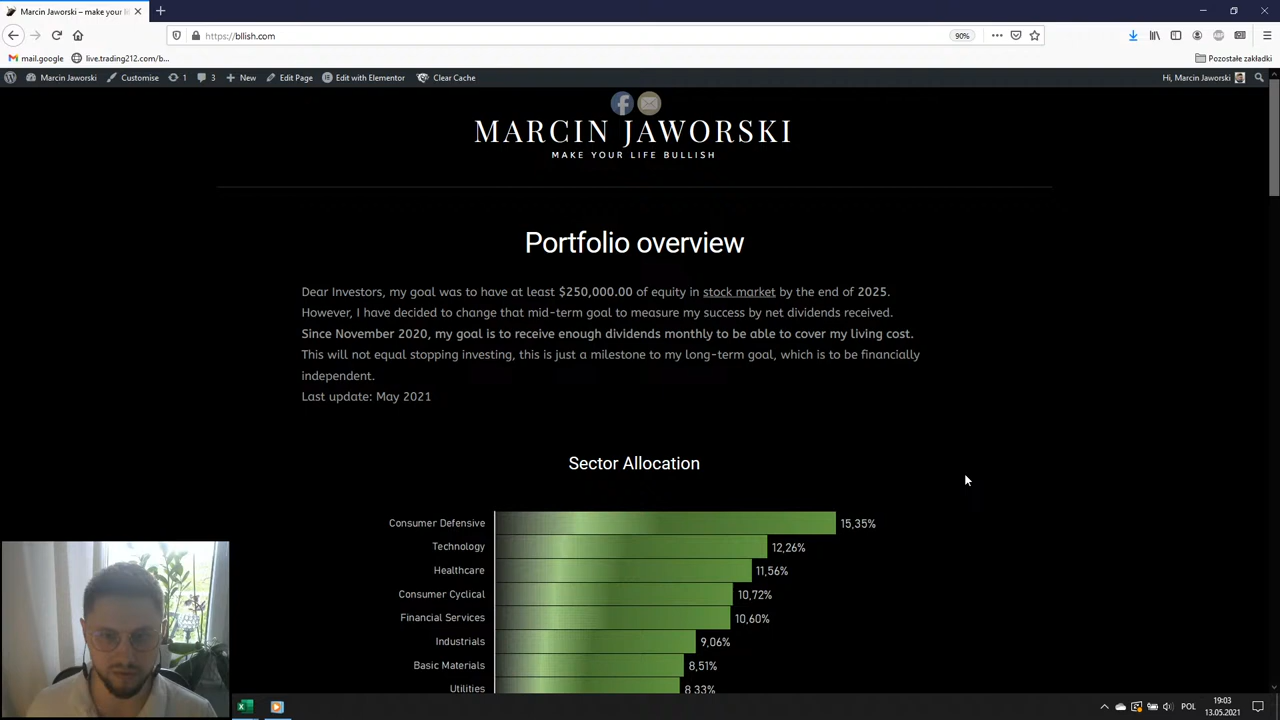 Marcin Jaworski – make your l
https://bllish.com
90%
mail.google
live.trading212.com/b...
Pozostałe zakładki
Marcin Jaworski
Customise
1
3
New
Edit Page
Edit with Elementor
Clear Cache
Hi, Marcin Jaworski
MARCIN JAWORSKI
MAKE YOUR LIFE BULLISH
Portfolio overview
Dear Investors, my goal was to have at least $250,000.00 of equity in stock market by the end of 2025.
However, I have decided to change that mid-term goal to measure my success by net dividends received.
Since November 2020, my goal is to receive enough dividends monthly to be able to cover my living cost.
This will not equal stopping investing, this is just a milestone to my long-term goal, which is to be financially
independent.
Last update: May 2021
Sector Allocation
Consumer Defensive 15,35%
Technology 12,26%
Healthcare 11,56%
Consumer Cyclical 10,72%
Financial Services 10,60%
Industrials 9,06%
Basic Materials 8,51%
Utilities 8,33%
POL
19:03
13.05.2021